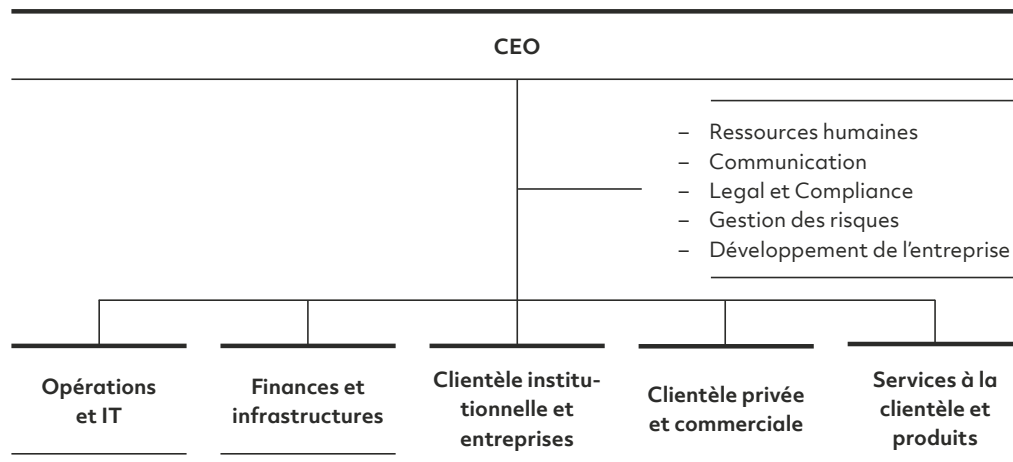 CEO
– Ressources humaines
– Communication
– Legal et Compliance
– Gestion des risques
– Développement de l'entreprise
Opérations
et IT
Finances et
infrastructures
Clientèle institu-
tionnelle et
entreprises
Clientèle privée
et commerciale
Services à la
clientèle et
produits